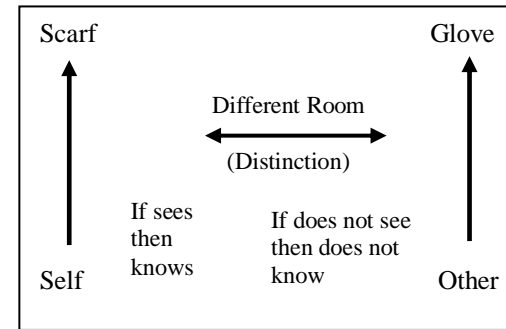 Scarf
Glove
Different Room
(Distinction)
If sees
then
knows
If does not see
then does not
know
Self
Other